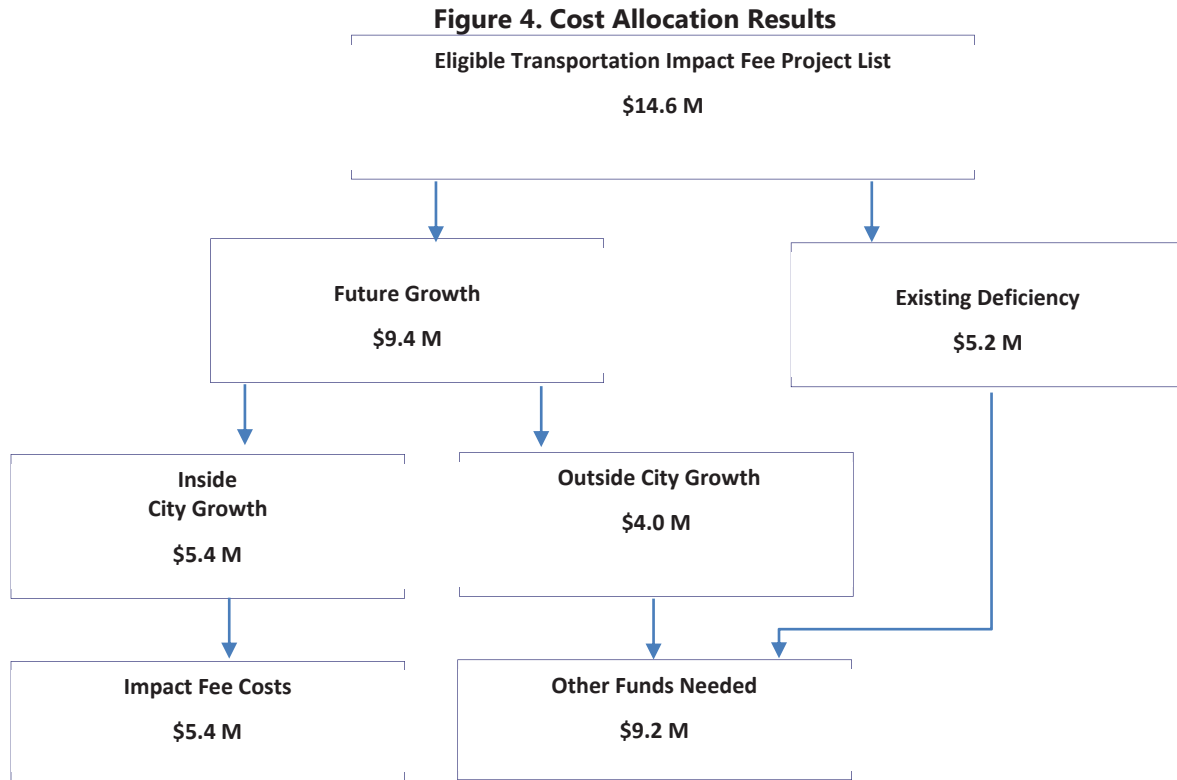 Figure 4. Cost Allocation Results
Eligible Transportation Impact Fee Project List
$14.6 M
Future Growth
$9.4 M
Existing Deficiency
$5.2 M
Inside
City Growth
$5.4 M
Outside City Growth
$4.0 M
Impact Fee Costs
$5.4 M
Other Funds Needed
$9.2 M